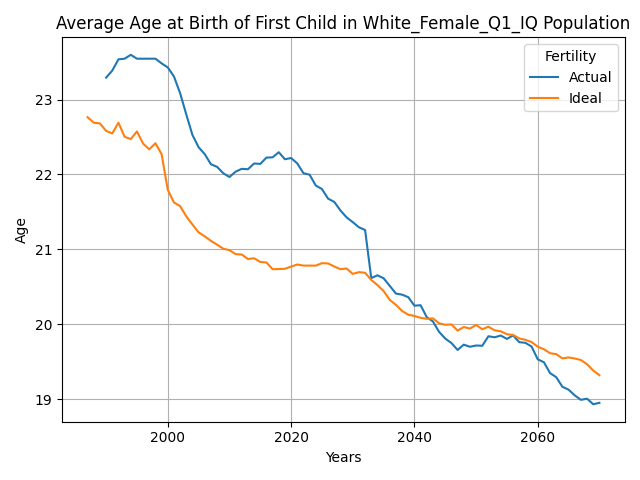 Average Age at Birth of First Child in White_Female_Q1_IQ Population
Fertility
Actual
Ideal
Age
23
22
21
20
19
2000
2020
2040
2060
Years